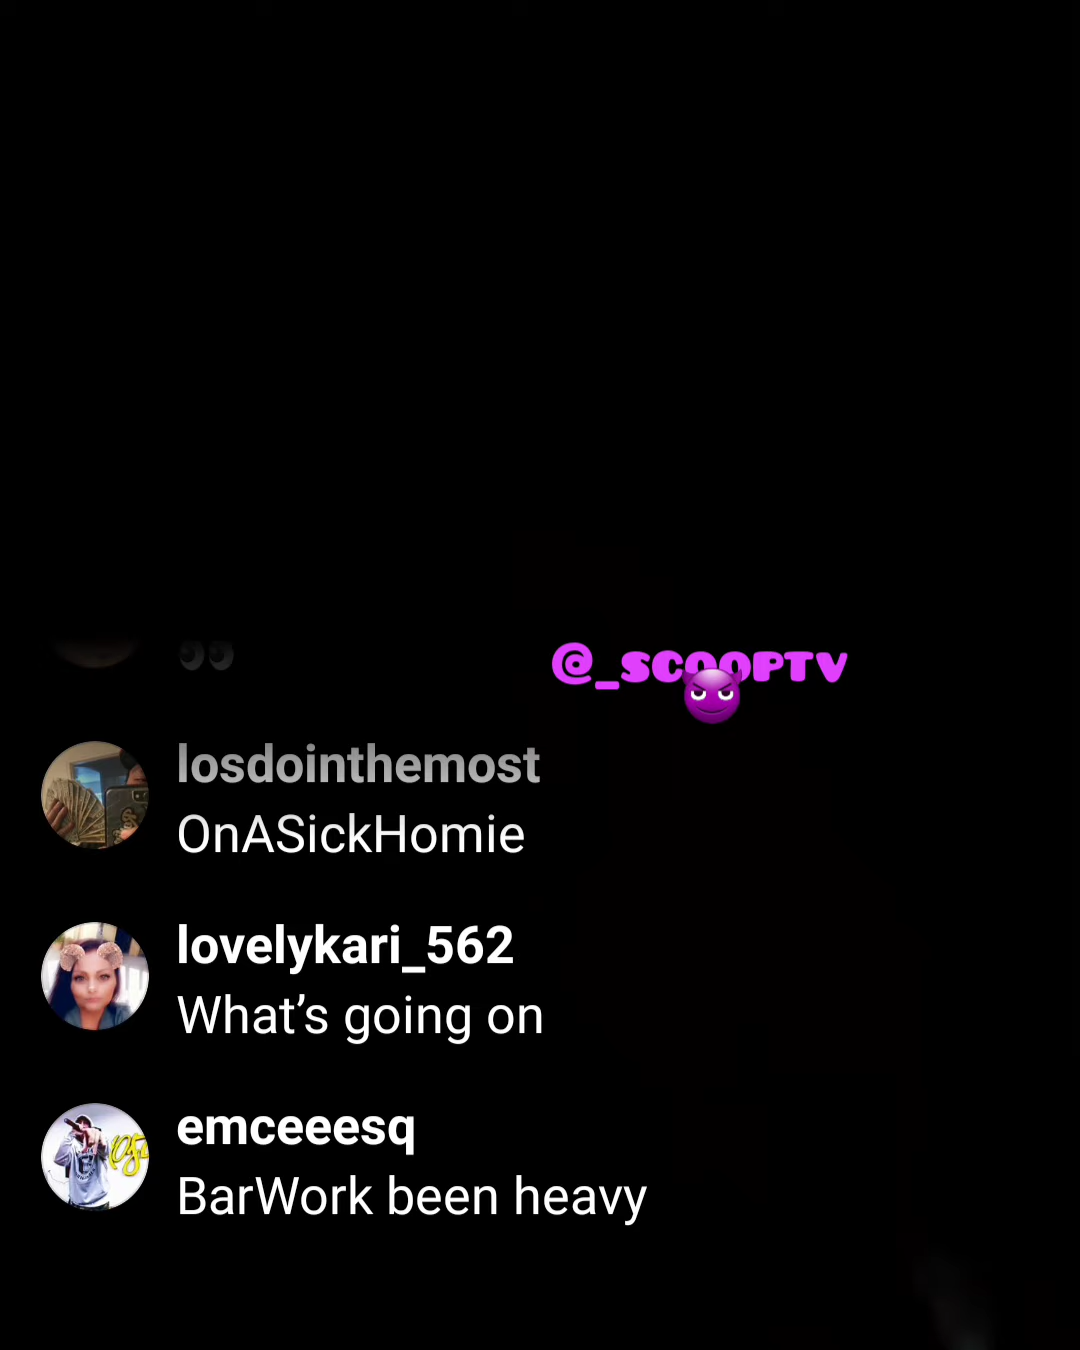 👀
@_SCOOPTV
😈
losdointhemost
OnASickHomie
lovelykari_562
What’s going on
emceeesq
BarWork been heavy